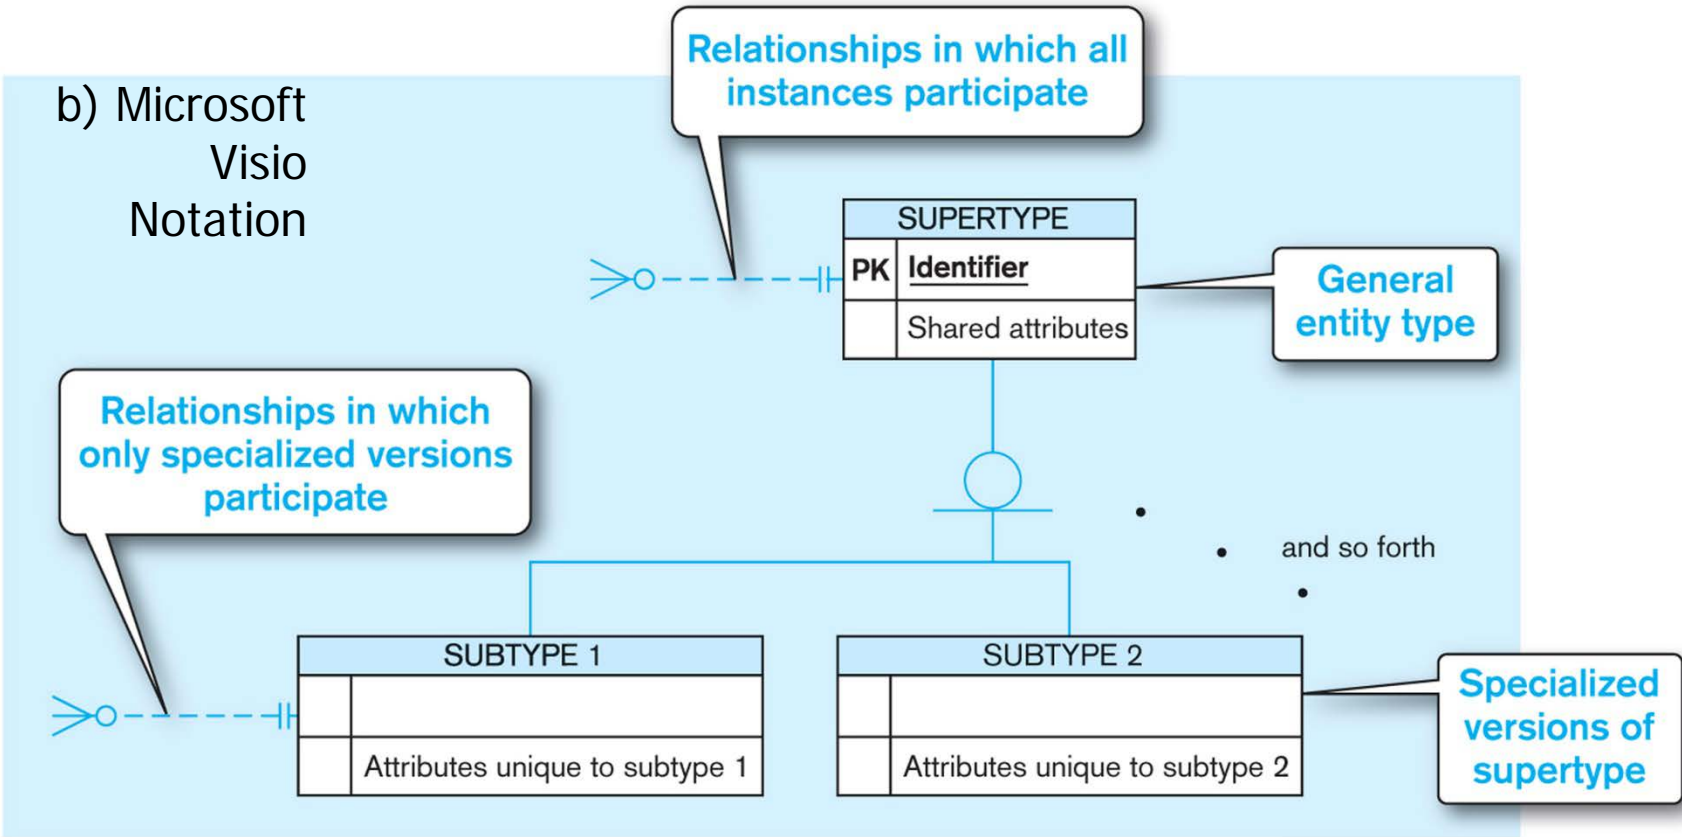 b) Microsoft
Visio
Notation
Relationships in which all
instances participate
SUPERTYPE
PK Identifier
Shared attributes
General
entity type
Relationships in which
only specialized versions
participate
and so forth
SUBTYPE 1
Attributes unique to subtype 1
SUBTYPE 2
Attributes unique to subtype 2
Specialized
versions of
supertype